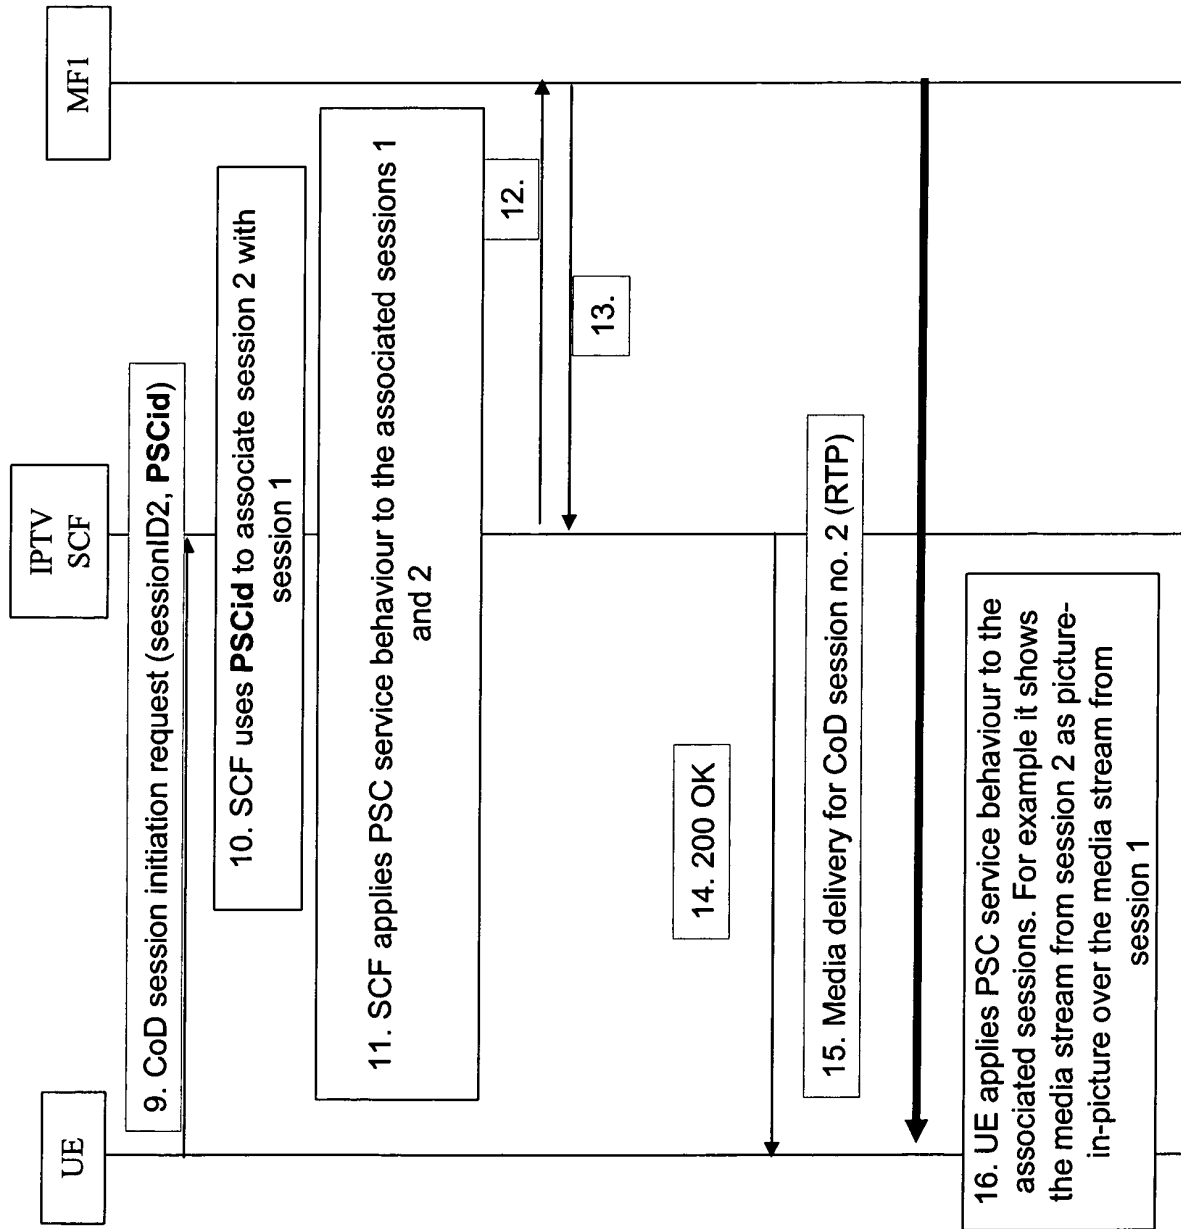 UE
IPTV
SCF
MF1
9. CoD session initiation request (sessionID2, PSCid)
10. SCF uses PSCid to associate session 2 with
session 1
11. SCF applies PSC service behaviour to the associated sessions 1
and 2
12.
13.
14. 200 OK
15. Media delivery for CoD session no. 2 (RTP)
16. UE applies PSC service behaviour to the
associated sessions. For example it shows
the media stream from session 2 as picture-
in-picture over the media stream from
session 1